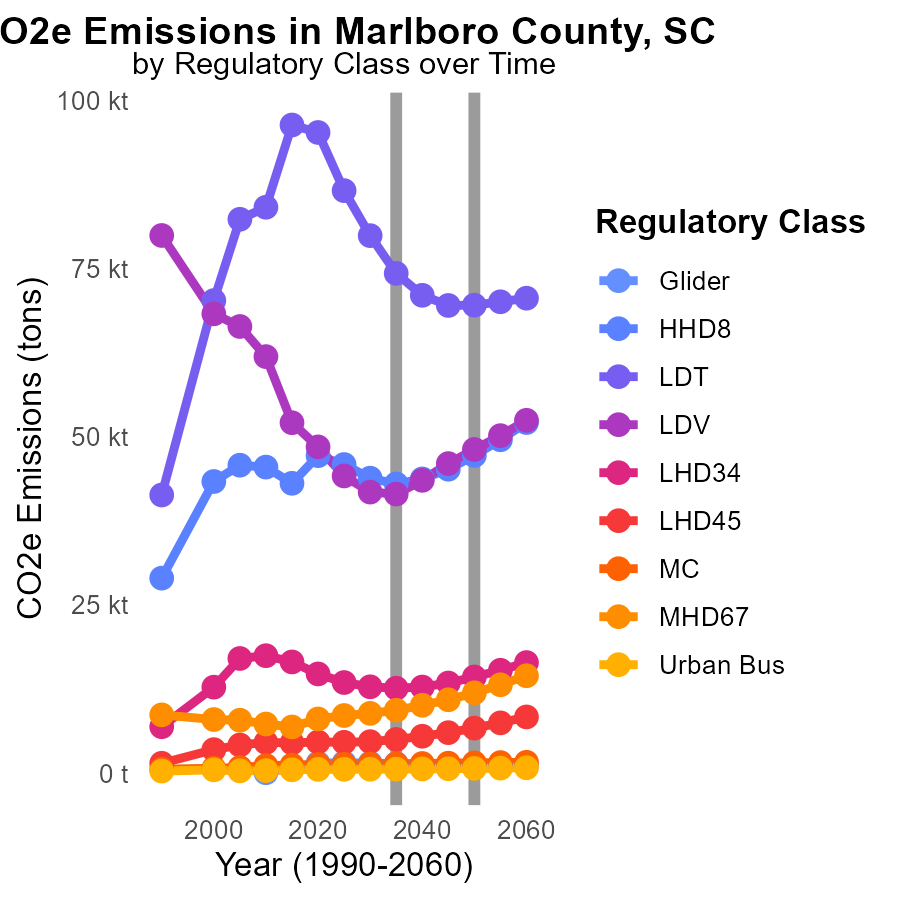 O2e Emissions in Marlboro County, SC
by Regulatory Class over Time
100 kt
75 kt
50 kt
25 kt
0 t
CO2e Emissions (tons)
2000 2020 2040 2060
Year (1990-2060)
Regulatory Class
Glider
HHD8
LDT
LDV
LHD34
LHD45
MC
MHD67
Urban Bus